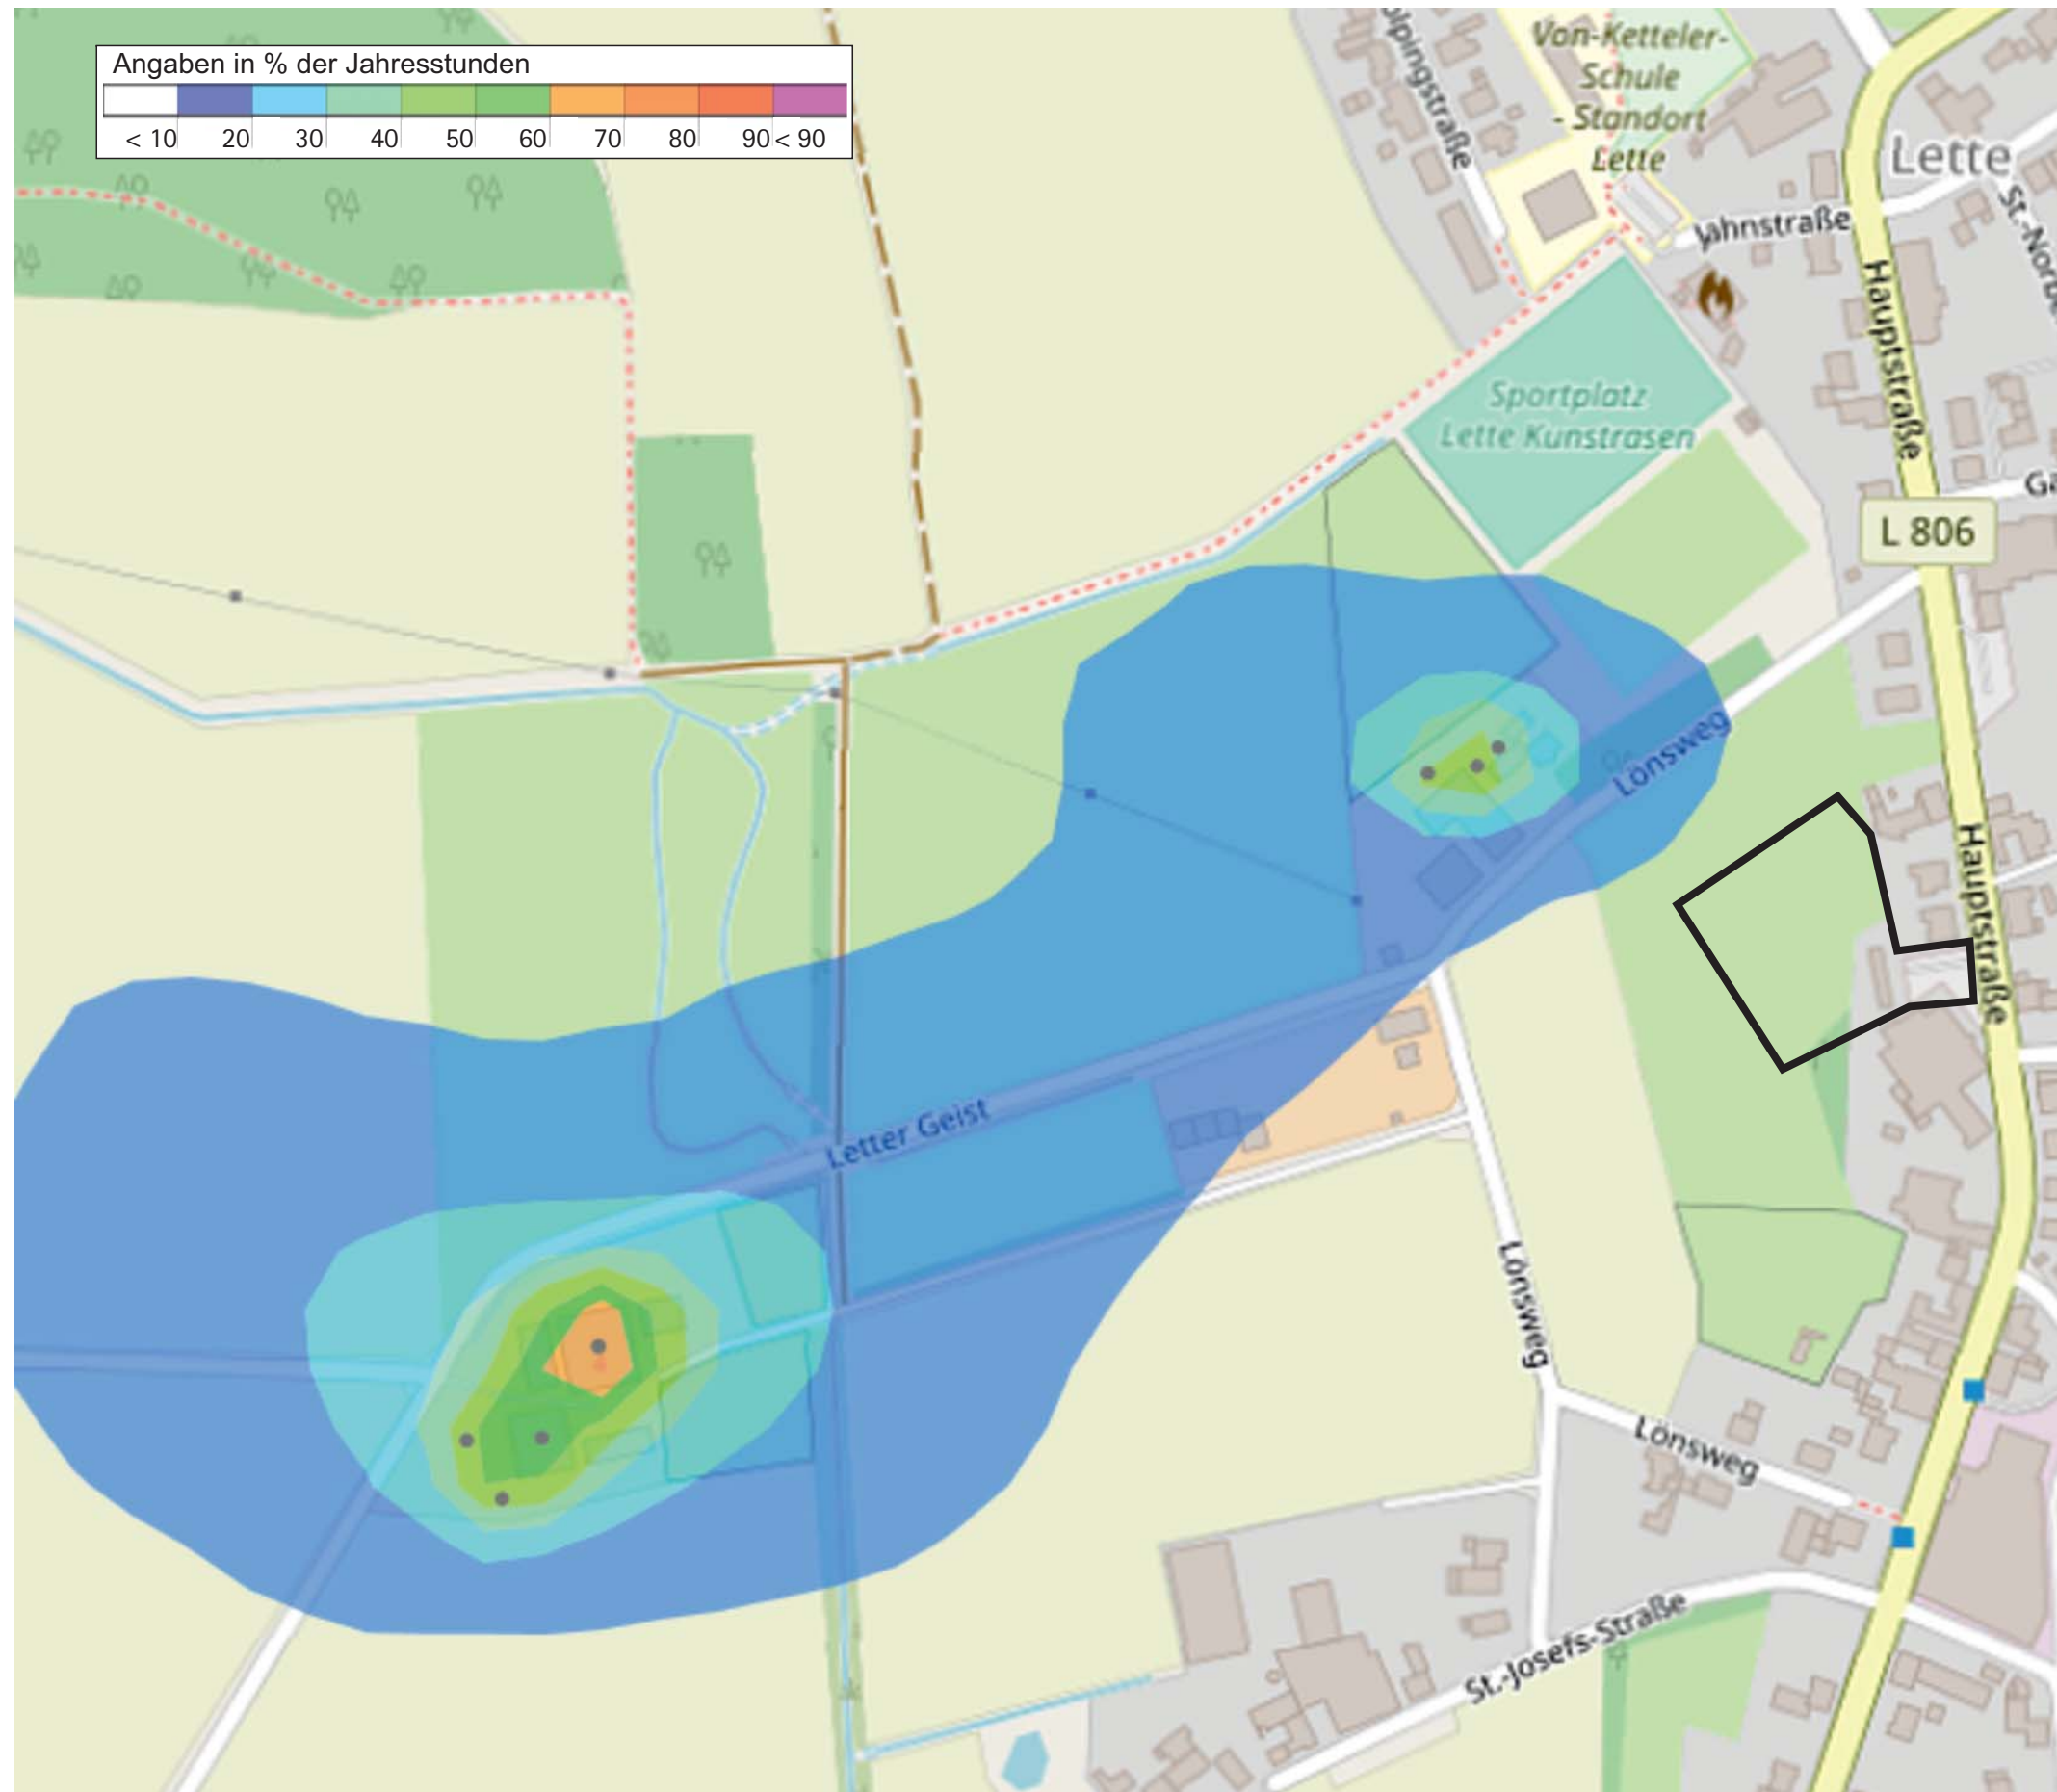 Angaben in % der Jahresstunden
< 10 20 30 40 50 60 70 80 90 < 90
Von-Ketteler-
Schule
- Standort
Lette
Lette
Jahnstraße
Hauptstraße
Sportplatz
Lette Kunstrasen
L 806
Lönsweg
Hauptstraße
Letter Geist
Lönsweg
Lönsweg
St.-Josefs-Straße